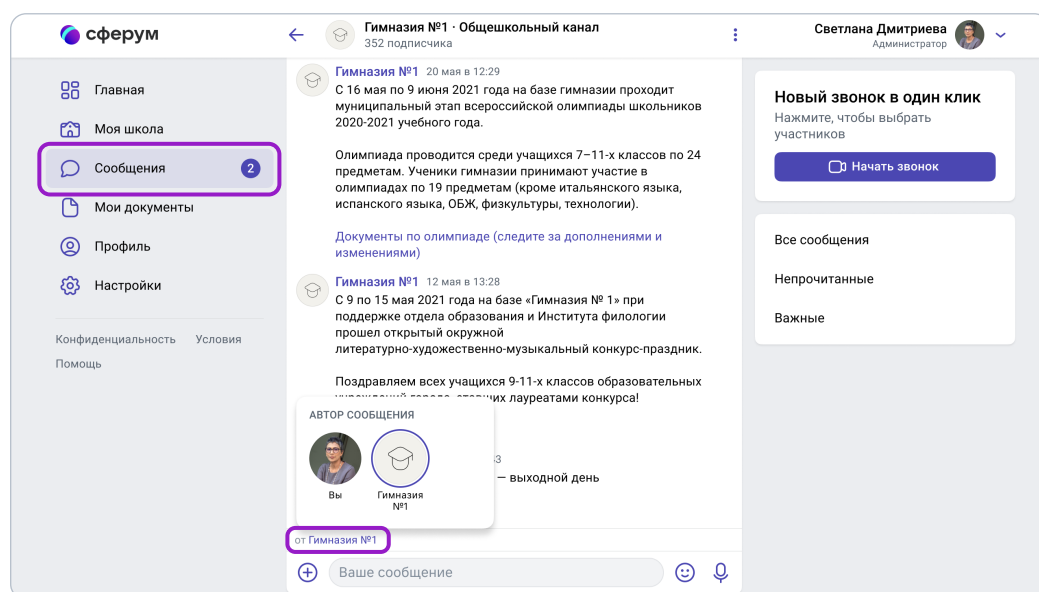 сферум
Гимназия №1 · Общешкольный канал
352 подписчика
Светлана Дмитриева
Администратор
Главная
Моя школа
Сообщения 2
Мои документы
Профиль
Настройки
Конфиденциальность Условия
Помощь
Гимназия №1 20 мая в 12:29
С 16 мая по 9 июня 2021 года на базе гимназии проходит
муниципальный этап всероссийской олимпиады школьников
2020-2021 учебного года.
Олимпиада проводится среди учащихся 7–11-х классов по 24
предметам. Ученики гимназии принимают участие в
олимпиадах по 19 предметам (кроме итальянского языка,
испанского языка, ОБЖ, физкультуры, технологии).
Документы по олимпиаде (следите за дополнениями и
изменениями)
Гимназия №1 12 мая в 13:28
С 9 по 15 мая 2021 года на базе «Гимназия № 1» при
поддержке отдела образования и Института филологии
прошел открытый окружной
литературно-художественно-музыкальный конкурс-праздник.
Поздравляем всех учащихся 9-11-х классов образовательных
учреждений города, ставших лауреатами конкурса!
АВТОР СООБЩЕНИЯ
Вы
Гимназия
№1
3
— выходной день
от Гимназия №1
Ваше сообщение
Новый звонок в один клик
Нажмите, чтобы выбрать
участников
Начать звонок
Все сообщения
Непрочитанные
Важные